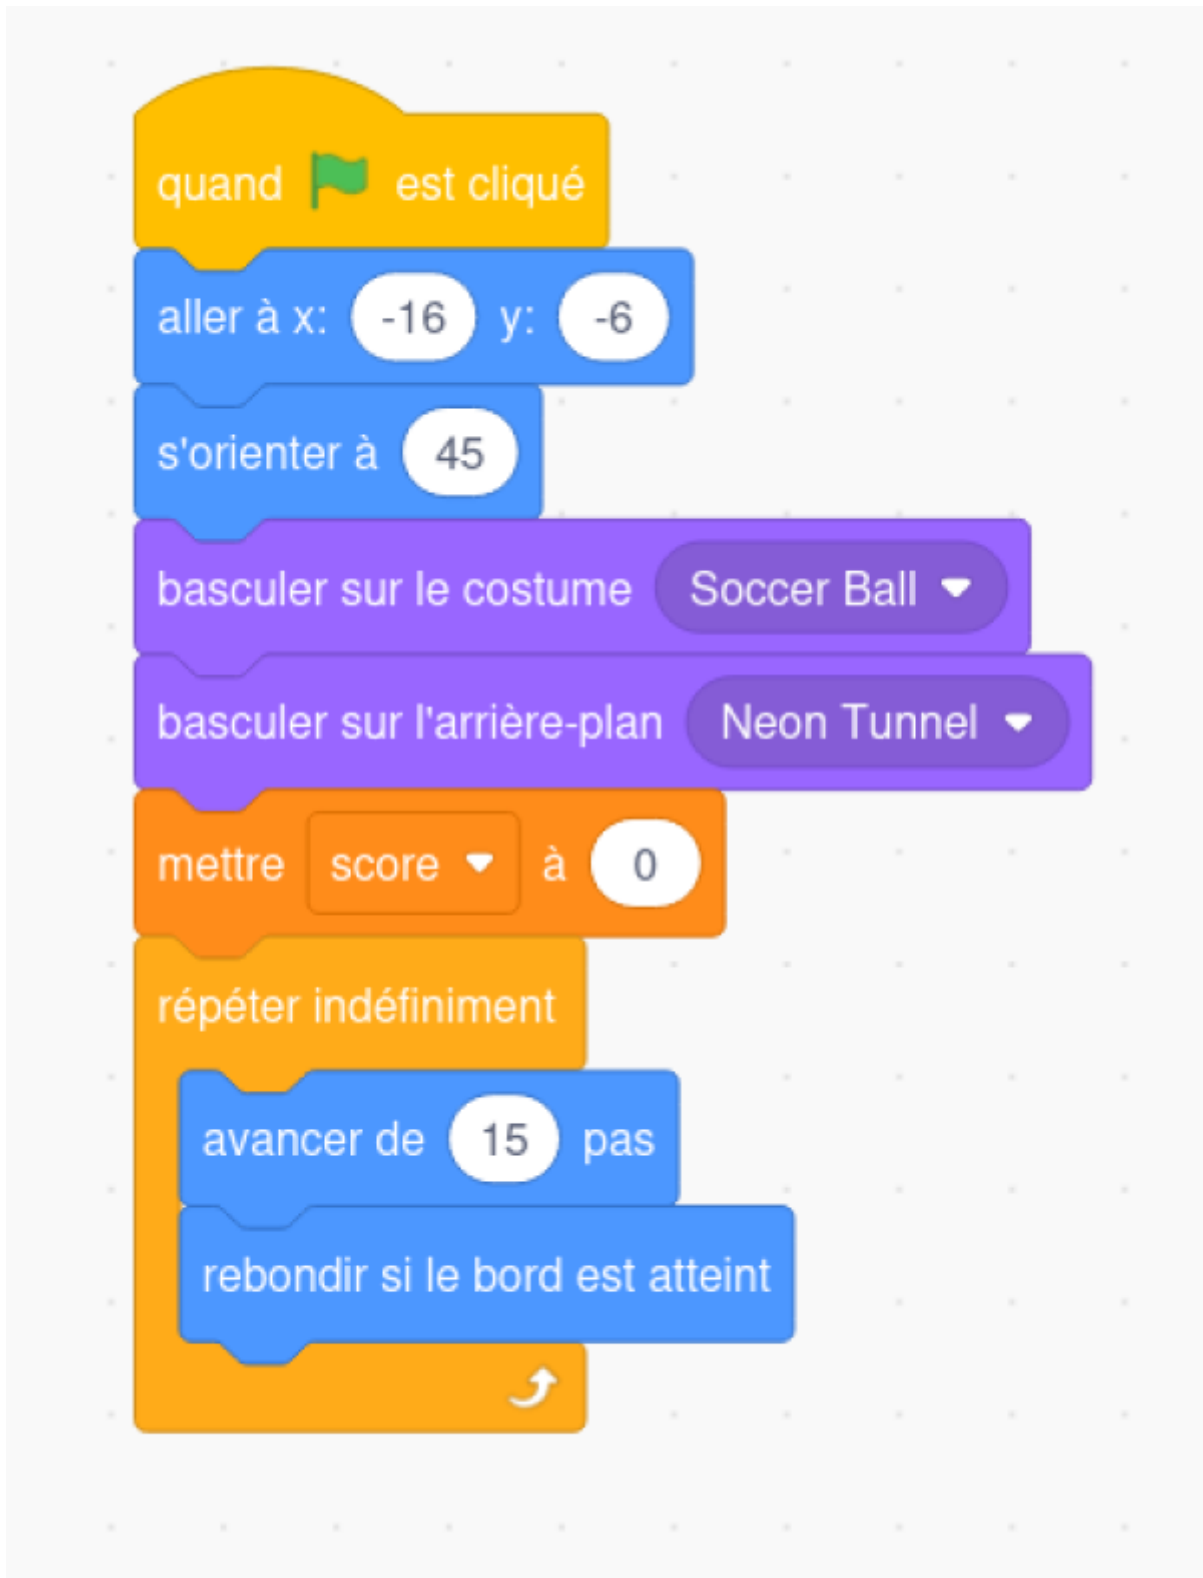 quand est cliqué
aller à x: -16 y: -6
s'orienter à 45
basculer sur le costume Soccer Ball
basculer sur l'arrière-plan Neon Tunnel
mettre score à 0
répéter indéfiniment
avancer de 15 pas
rebondir si le bord est atteint